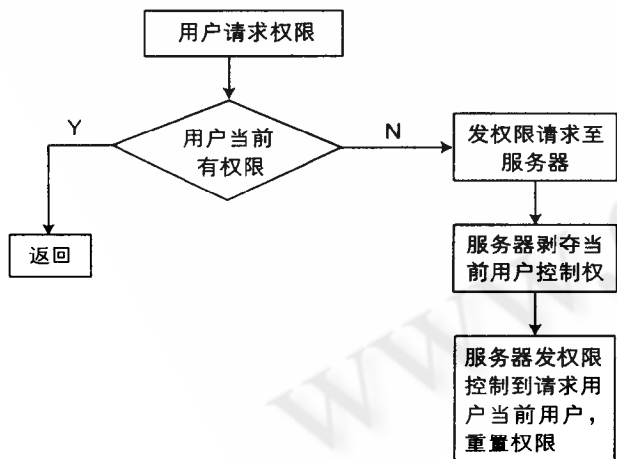 用户请求权限
Y
用户当前
有权限
N
发权限请求至
服务器
返回
服务器剥夺当
前用户控制权
服务器发权限
控制到请求用
户当前用户，
重置权限